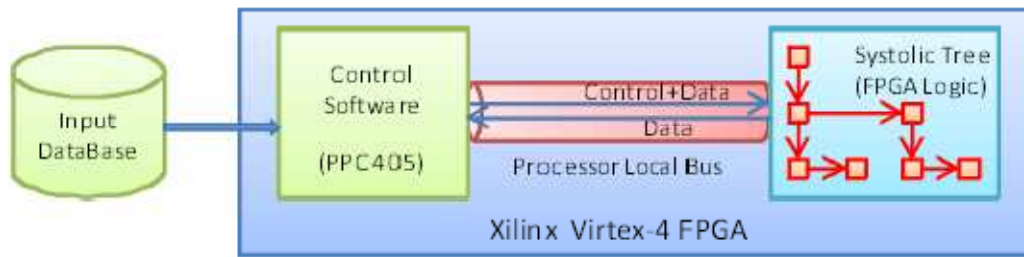 Input
DataBase
Control
Software
(PPC405)
Control+Data
Data
Processor Local Bus
Systolic Tree
(FPGA Logic)
Xilinx Virtex-4 FPGA